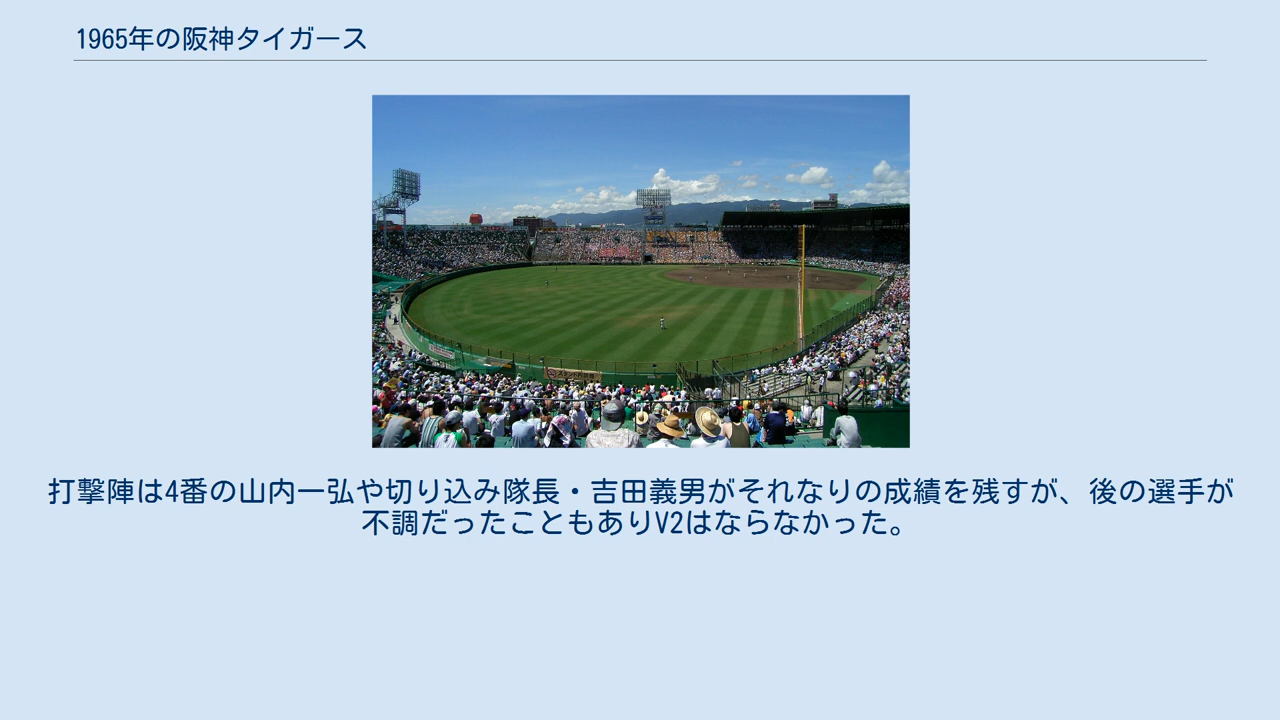 1965年の阪神タイガース
打撃陣は4番の山内一弘や切り込み隊長・吉田義男がそれなりの成績を残すが、後の選手が
不調だったこともありV2はならなかった。